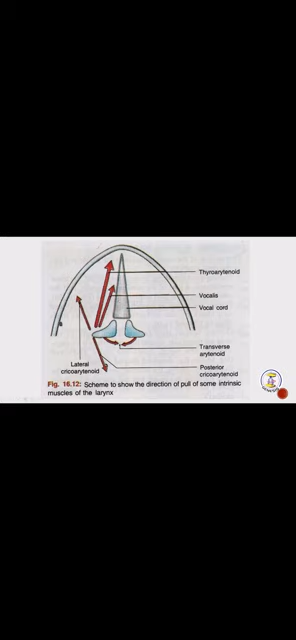 Thyroarytenoid
Vocalis
Vocal cord
Transverse
arytenoid
Lateral
cricoarytenoid
Posterior
cricoarytenoid
Fig. 16.12: Scheme to show the direction of pull of some intrinsic
muscles of the larynx